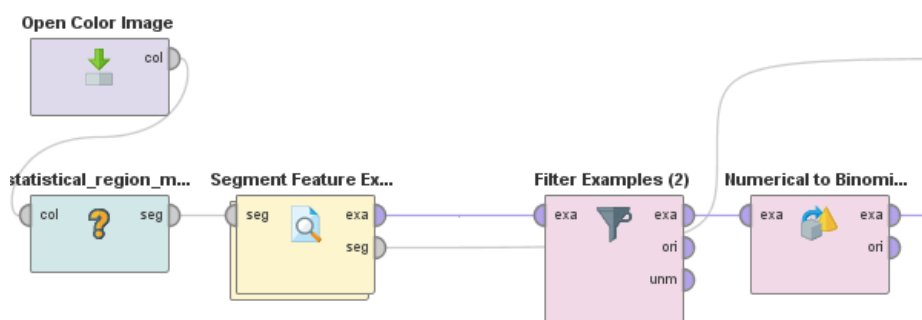 Open Color Image
col
statistical_region_m...
Segment Feature Ex...
Filter Examples (2)
Numerical to Binomi...
col seg
seg exa
seg
exa exa
ori
unm
exa exa
ori